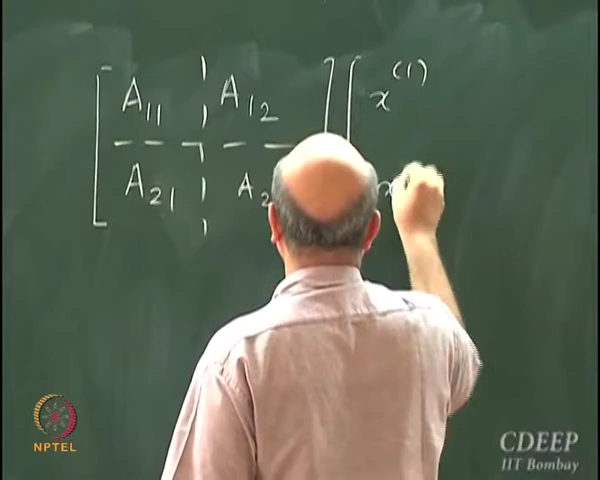 A₁₁ A₁₂ x⁽¹⁾
A₂₁ A₂ x
NPTEL
CDEEP
IIT Bombay